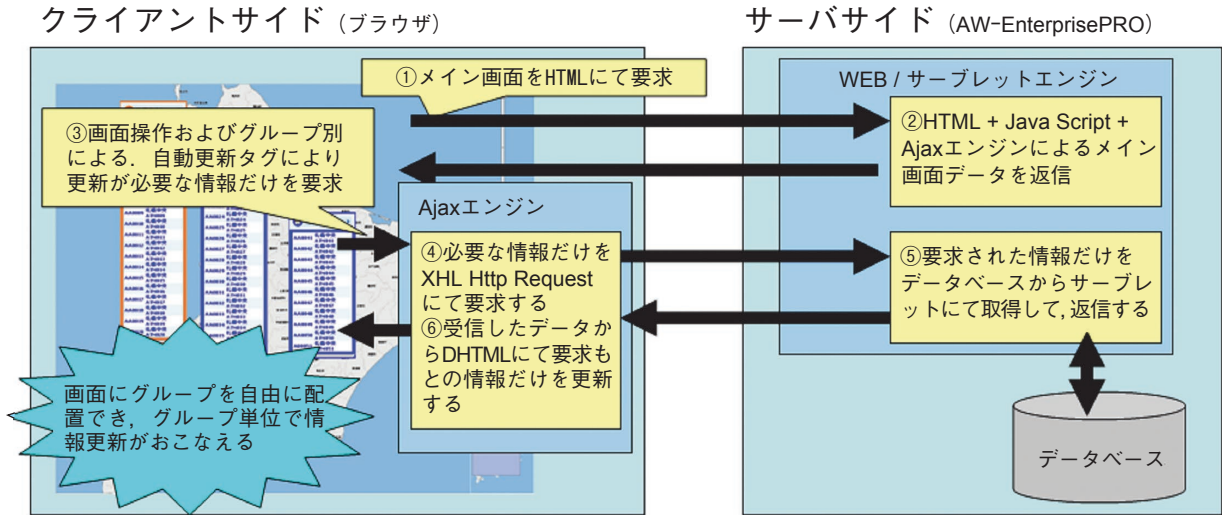 クライアントサイド（ブラウザ）
サーバサイド（AW-EnterprisePRO）
①メイン画面をHTMLにて要求
WEB / サーブレットエンジン
③画面操作およびグループ別
による．自動更新タグにより
更新が必要な情報だけを要求
②HTML + Java Script +
Ajaxエンジンによるメイン
画面データを返信
Ajaxエンジン
④必要な情報だけを
XHL Http Request
にて要求する
⑥受信したデータか
らDHTMLにて要求も
との情報だけを更新
する
⑤要求された情報だけを
データベースからサーブレ
ットにて取得して,返信する
画面にグループを自由に配
置でき，グループ単位で情
報更新がおこなえる
データベース